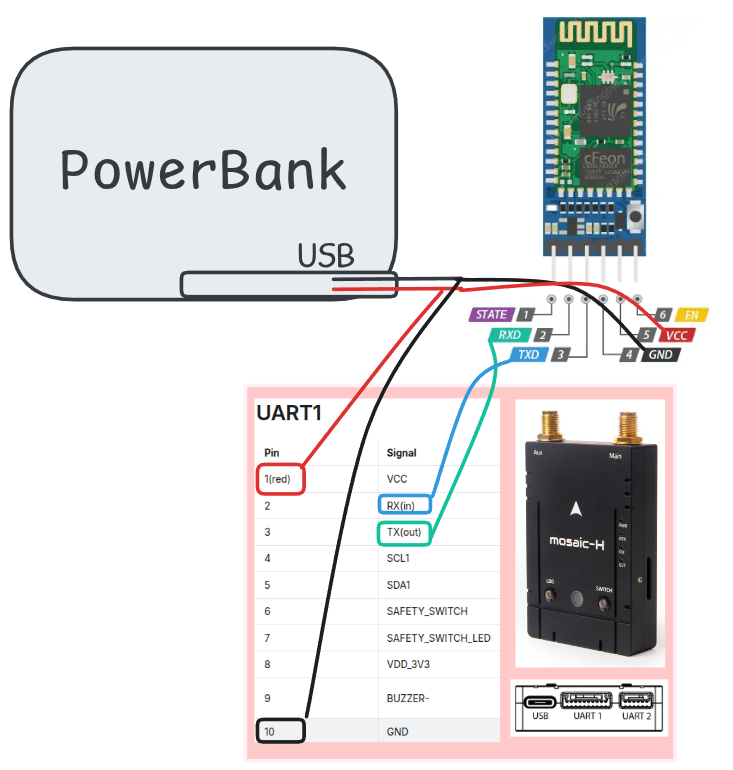 PowerBank
USB
cFeon
STATE 1
6 EN
RXD 2
5 VCC
TXD 3
4 GND
UART1
Pin Signal
1(red) VCC
2 RX(in)
3 TX(out)
4 SCL1
5 SDA1
6 SAFETY_SWITCH
7 SAFETY_SWITCH_LED
8 VDD_3V3
9 BUZZER-
10 GND
Aux Main
mosaic-H
LOG SWITCH
USB UART 1 UART 2